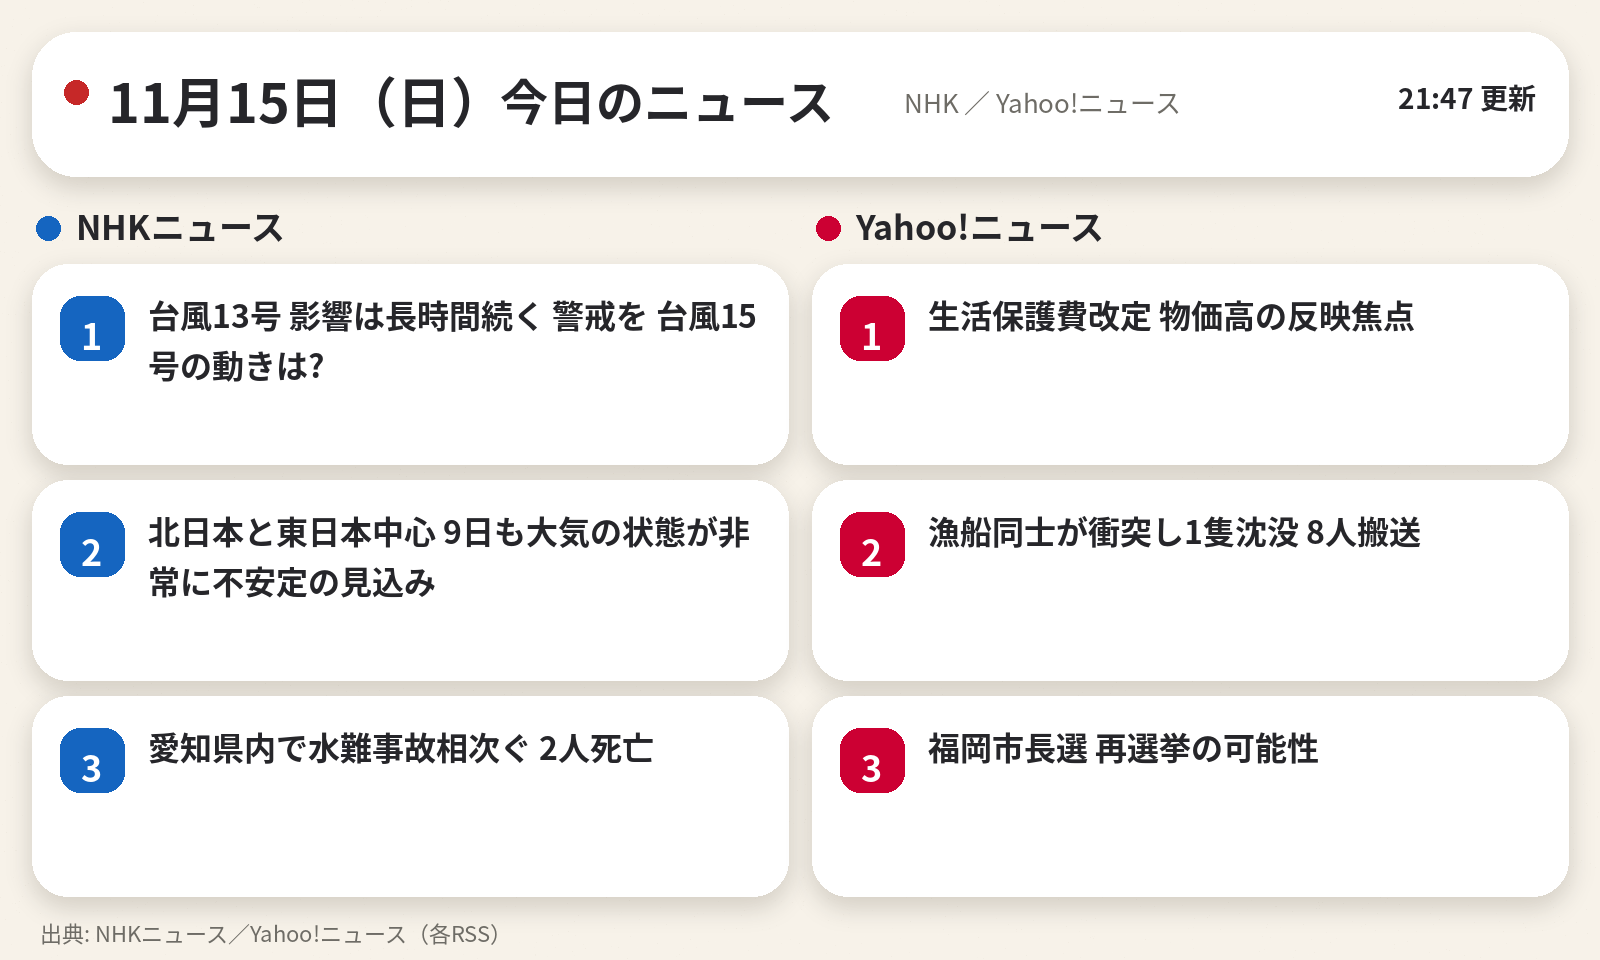 11月15日（日）今日のニュース
NHK ／ Yahoo!ニュース
21:47 更新
NHKニュース
1
台風13号 影響は長時間続く 警戒を 台風15
号の動きは?
2
北日本と東日本中心 9日も大気の状態が非
常に不安定の見込み
3
愛知県内で水難事故相次ぐ 2人死亡
Yahoo!ニュース
1
生活保護費改定 物価高の反映焦点
2
漁船同士が衝突し1隻沈没 8人搬送
3
福岡市長選 再選挙の可能性
出典: NHKニュース／Yahoo!ニュース（各RSS）